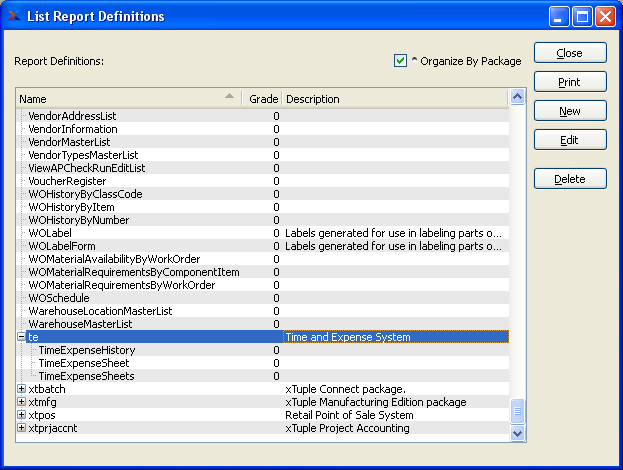 List Report Definitions
Report Definitions:
^ Organize By Package
Close
Print
New
Edit
Delete
Name Grade Description
VendorAddressList 0
VendorInformation 0
VendorMasterList 0
VendorTypesMasterList 0
ViewAPCheckRunEditList 0
VoucherRegister 0
WOHistoryByClassCode 0
WOHistoryByItem 0
WOHistoryByNumber 0
WOLabel 0 Labels generated for use in labeling parts o...
WOLabelForm 0 Labels generated for use in labeling parts o...
WOMaterialAvailabilityByWorkOrder 0
WOMaterialRequirementsByComponentItem 0
WOMaterialRequirementsByWorkOrder 0
WOSchedule 0
WarehouseLocationMasterList 0
WarehouseMasterList 0
te Time and Expense System
TimeExpenseHistory 0
TimeExpenseSheet 0
TimeExpenseSheets 0
xtbatch xTuple Connect package.
xtmfg xTuple Manufacturing Edition package
xtpos Retail Point of Sale System
xtprjaccnt xTuple Project Accounting